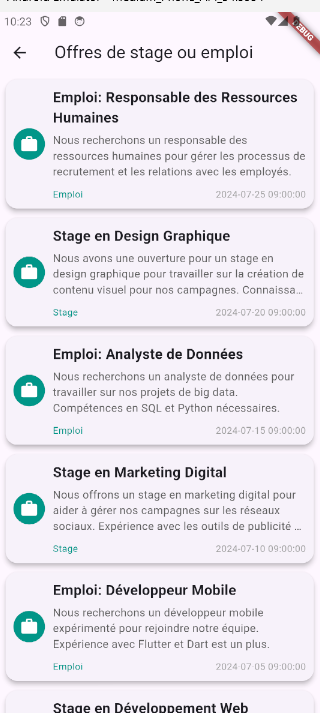 10:23
DEBUG
Offres de stage ou emploi
Emploi: Responsable des Ressources
Humaines
Nous recherchons un responsable des
ressources humaines pour gérer les processus de
recrutement et les relations avec les employés.
Emploi 2024-07-25 09:00:00
Stage en Design Graphique
Nous avons une ouverture pour un stage en
design graphique pour travailler sur la création de
contenu visuel pour nos campagnes. Connaissa…
Stage 2024-07-20 09:00:00
Emploi: Analyste de Données
Nous recherchons un analyste de données pour
travailler sur nos projets de big data.
Compétences en SQL et Python nécessaires.
Emploi 2024-07-15 09:00:00
Stage en Marketing Digital
Nous offrons un stage en marketing digital pour
aider à gérer nos campagnes sur les réseaux
sociaux. Expérience avec les outils de publicité …
Stage 2024-07-10 09:00:00
Emploi: Développeur Mobile
Nous recherchons un développeur mobile
expérimenté pour rejoindre notre équipe.
Expérience avec Flutter et Dart est un plus.
Emploi 2024-07-05 09:00:00
Stage en Développement Web